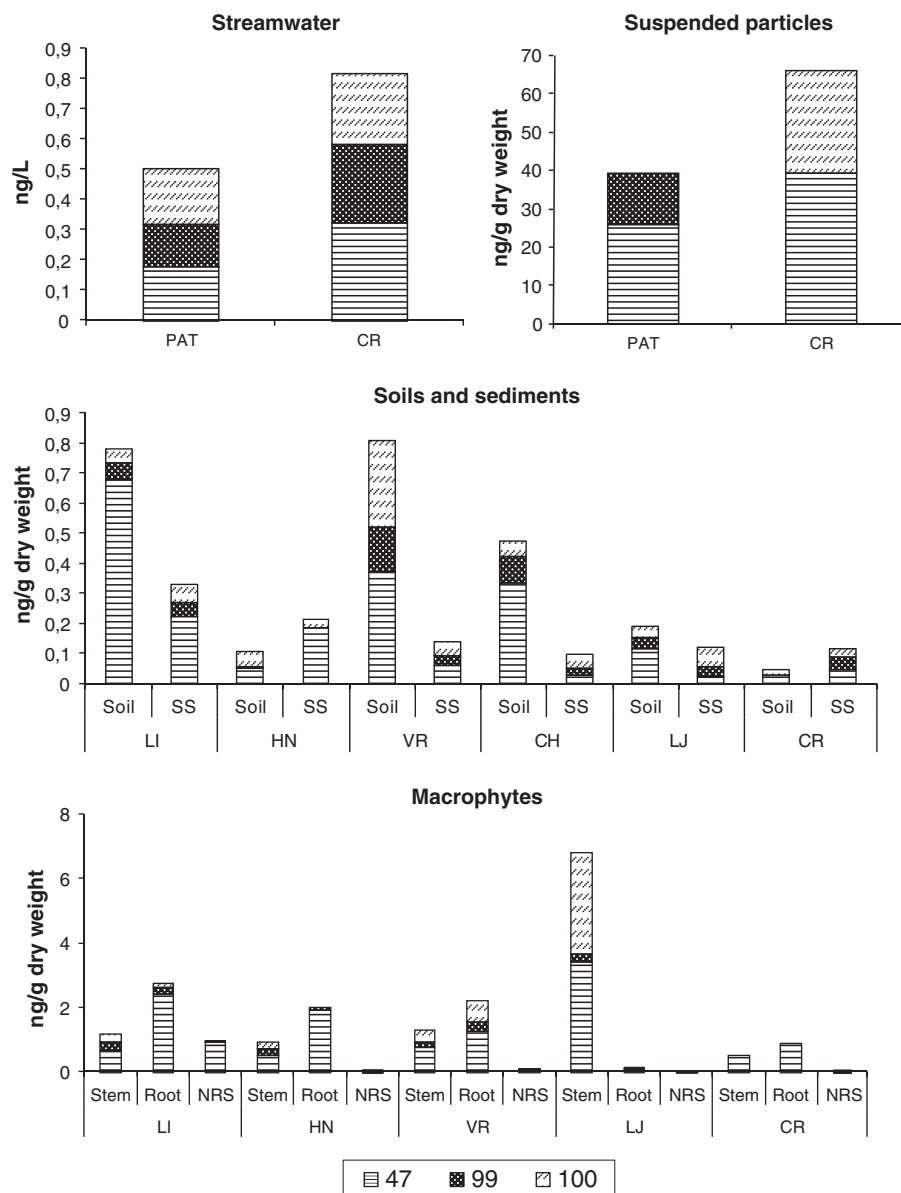 Streamwater
0,9
0,8
0,7
0,6
0,5
0,4
0,3
0,2
0,1
0
ng/L
PAT CR
Suspended particles
70
60
50
40
30
20
10
0
ng/g dry weight
PAT CR
Soils and sediments
0,9
0,8
0,7
0,6
0,5
0,4
0,3
0,2
0,1
0
ng/g dry weight
Soil SS Soil SS Soil SS Soil SS Soil SS Soil SS
LI HN VR CH LJ CR
Macrophytes
8
6
4
2
0
ng/g dry weight
Stem Root NRS Stem Root NRS Stem Root NRS Stem Root NRS Stem Root NRS
LI HN VR LJ CR
47 99 100